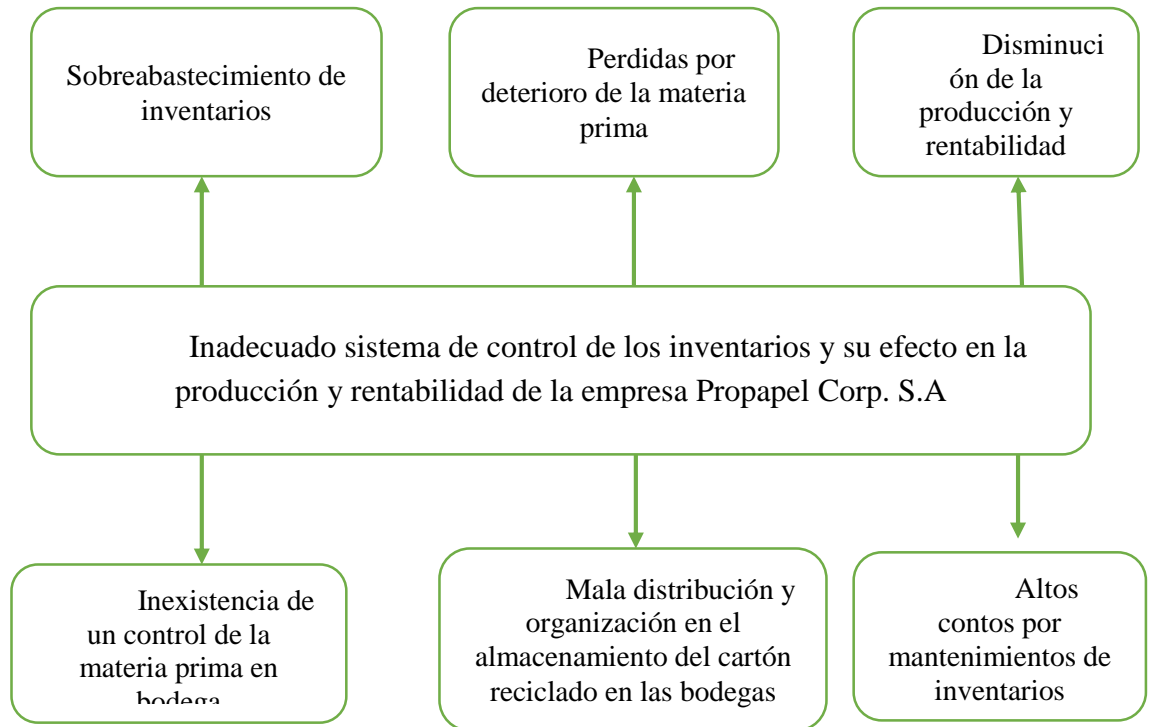 Sobreabastecimiento de
inventarios
Perdidas por
deterioro de la materia
prima
Disminuci
ón de la
producción y
rentabilidad
Inadecuado sistema de control de los inventarios y su efecto en la
producción y rentabilidad de la empresa Propapel Corp. S.A
Inexistencia de
un control de la
materia prima en
bodega
Mala distribución y
organización en el
almacenamiento del cartón
reciclado en las bodegas
Altos
contos por
mantenimientos de
inventarios